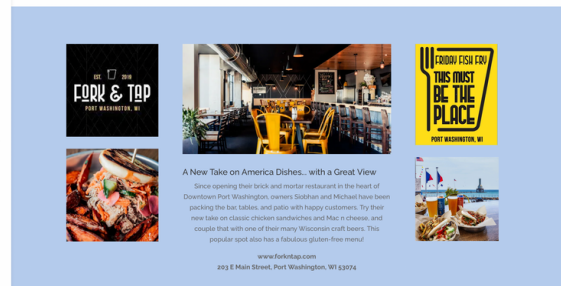 EST. 2018
FORK & TAP
PORT WASHINGTON, WI
FRIDAY FISH FRY
THIS MUST
BE THE
PLACE
PORT WASHINGTON, WI
A New Take on America Dishes... with a Great View
Since opening their brick and mortar restaurant in the heart of
Downtown Port Washington, owners Siobhan and Michael have been
packing the bar, tables, and patio with happy customers. Try their
new take on classic chicken sandwiches and Mac n cheese, and
couple that with one of their many Wisconsin craft beers. This
popular spot also has a fabulous gluten-free menu!
www.forkntap.com
203 E Main Street, Port Washington, WI 53074